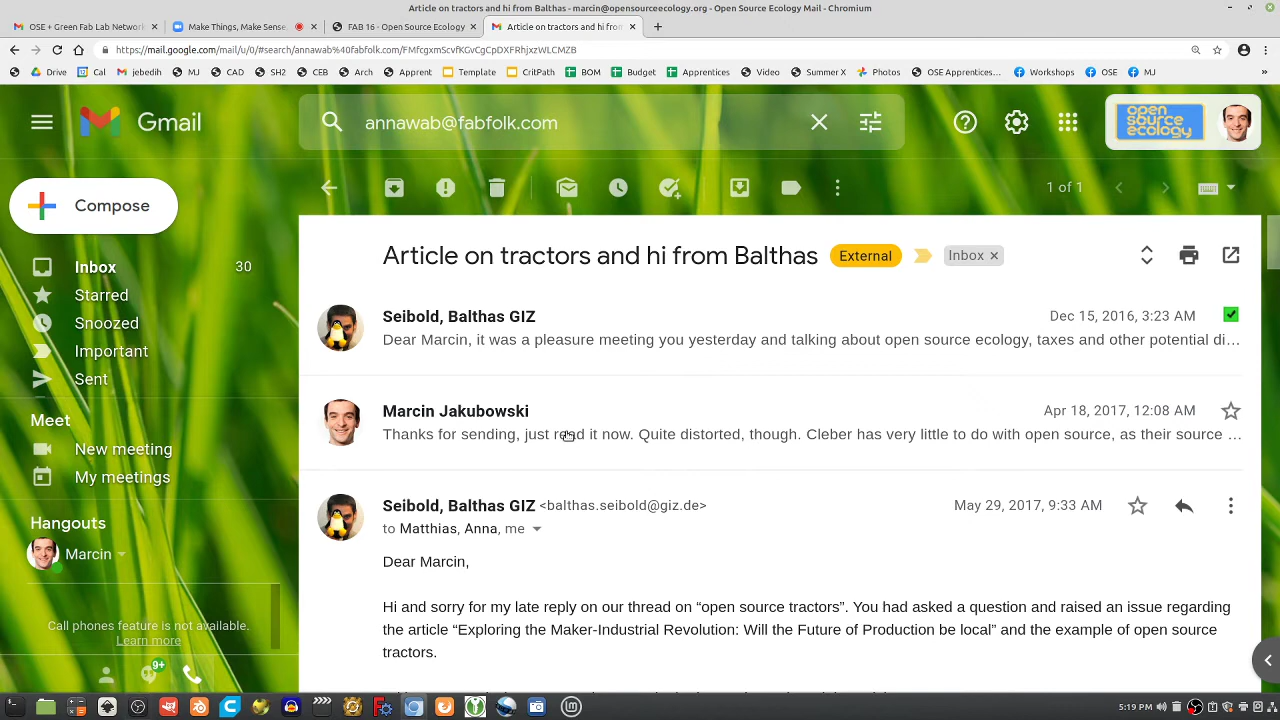 Article on tractors and hi from Balthas - marcin@opensourceecology.org - Open Source Ecology Mail - Chromium
OSE + Green Fab Lab Network
Make Things, Make Sense,
FAB 16 - Open Source Ecology
Article on tractors and hi from
https://mail.google.com/mail/u/0/#search/annawab%40fabfolk.com/FMfcgxmScvfKGvCgCpDXFRhjxzWLCMZB
Drive Cal jebedih MJ CAD SH2 CEB Arch Apprent Template CritPath BOM Budget Apprentices Video Summer X Photos OSE Apprentices... Workshops OSE MJ »
Gmail
annawab@fabfolk.com
open
source
ecology
Compose
1 of 1
Article on tractors and hi from Balthas External Inbox ×
Inbox 30
Starred
Snoozed
Important
Sent
Meet
New meeting
My meetings
Hangouts
Marcin
Call phones feature is not available.
Learn more
9+
Seibold, Balthas GIZ Dec 15, 2016, 3:23 AM
Dear Marcin, it was a pleasure meeting you yesterday and talking about open source ecology, taxes and other potential di...
Marcin Jakubowski Apr 18, 2017, 12:08 AM
Thanks for sending, just read it now. Quite distorted, though. Cleber has very little to do with open source, as their source ...
Seibold, Balthas GIZ <balthas.seibold@giz.de> May 29, 2017, 9:33 AM
to Matthias, Anna, me
Dear Marcin,
Hi and sorry for my late reply on our thread on “open source tractors”. You had asked a question and raised an issue regarding
the article “Exploring the Maker-Industrial Revolution: Will the Future of Production be local” and the example of open source
tractors.
5:19 PM